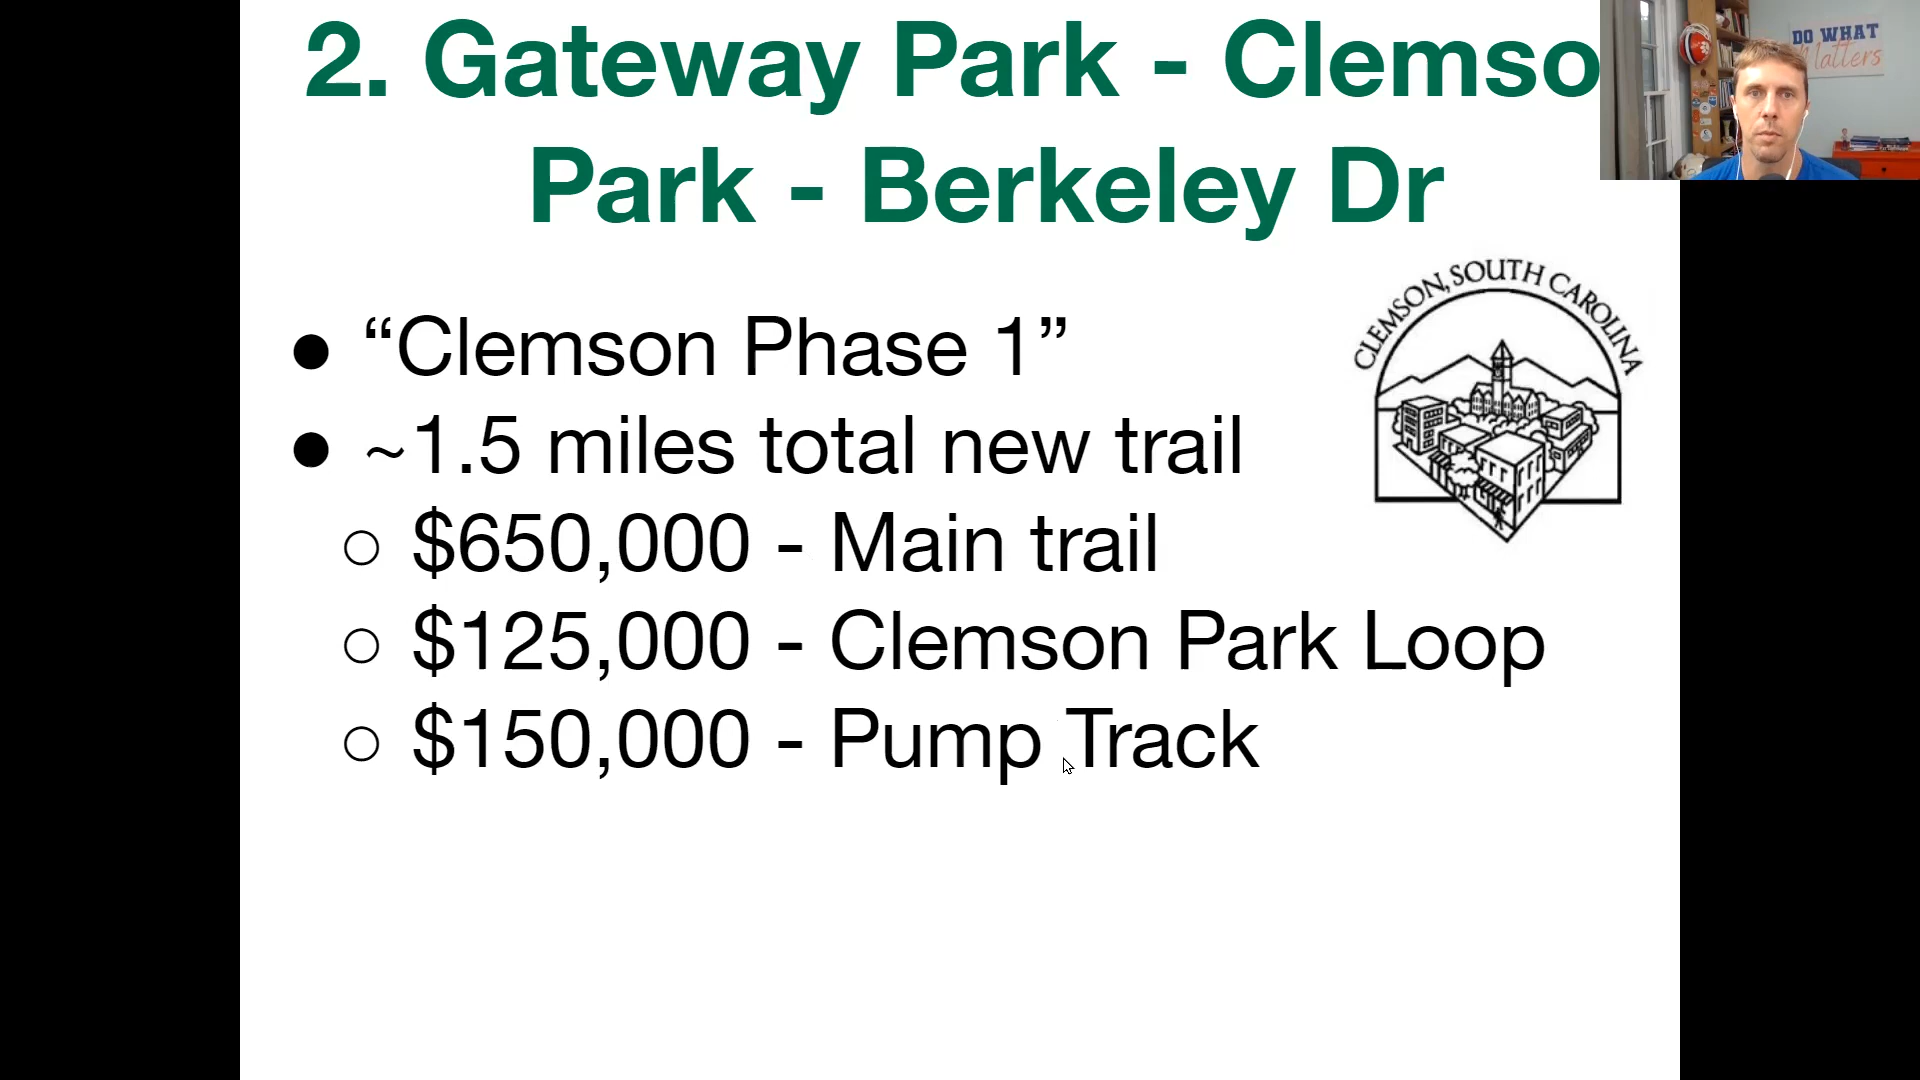 2. Gateway Park - Clemso
Park - Berkeley Dr
DO WHAT
Matters
CLEMSON, SOUTH CAROLINA
● “Clemson Phase 1”
● ~1.5 miles total new trail
○ $650,000 - Main trail
○ $125,000 - Clemson Park Loop
○ $150,000 - Pump Track